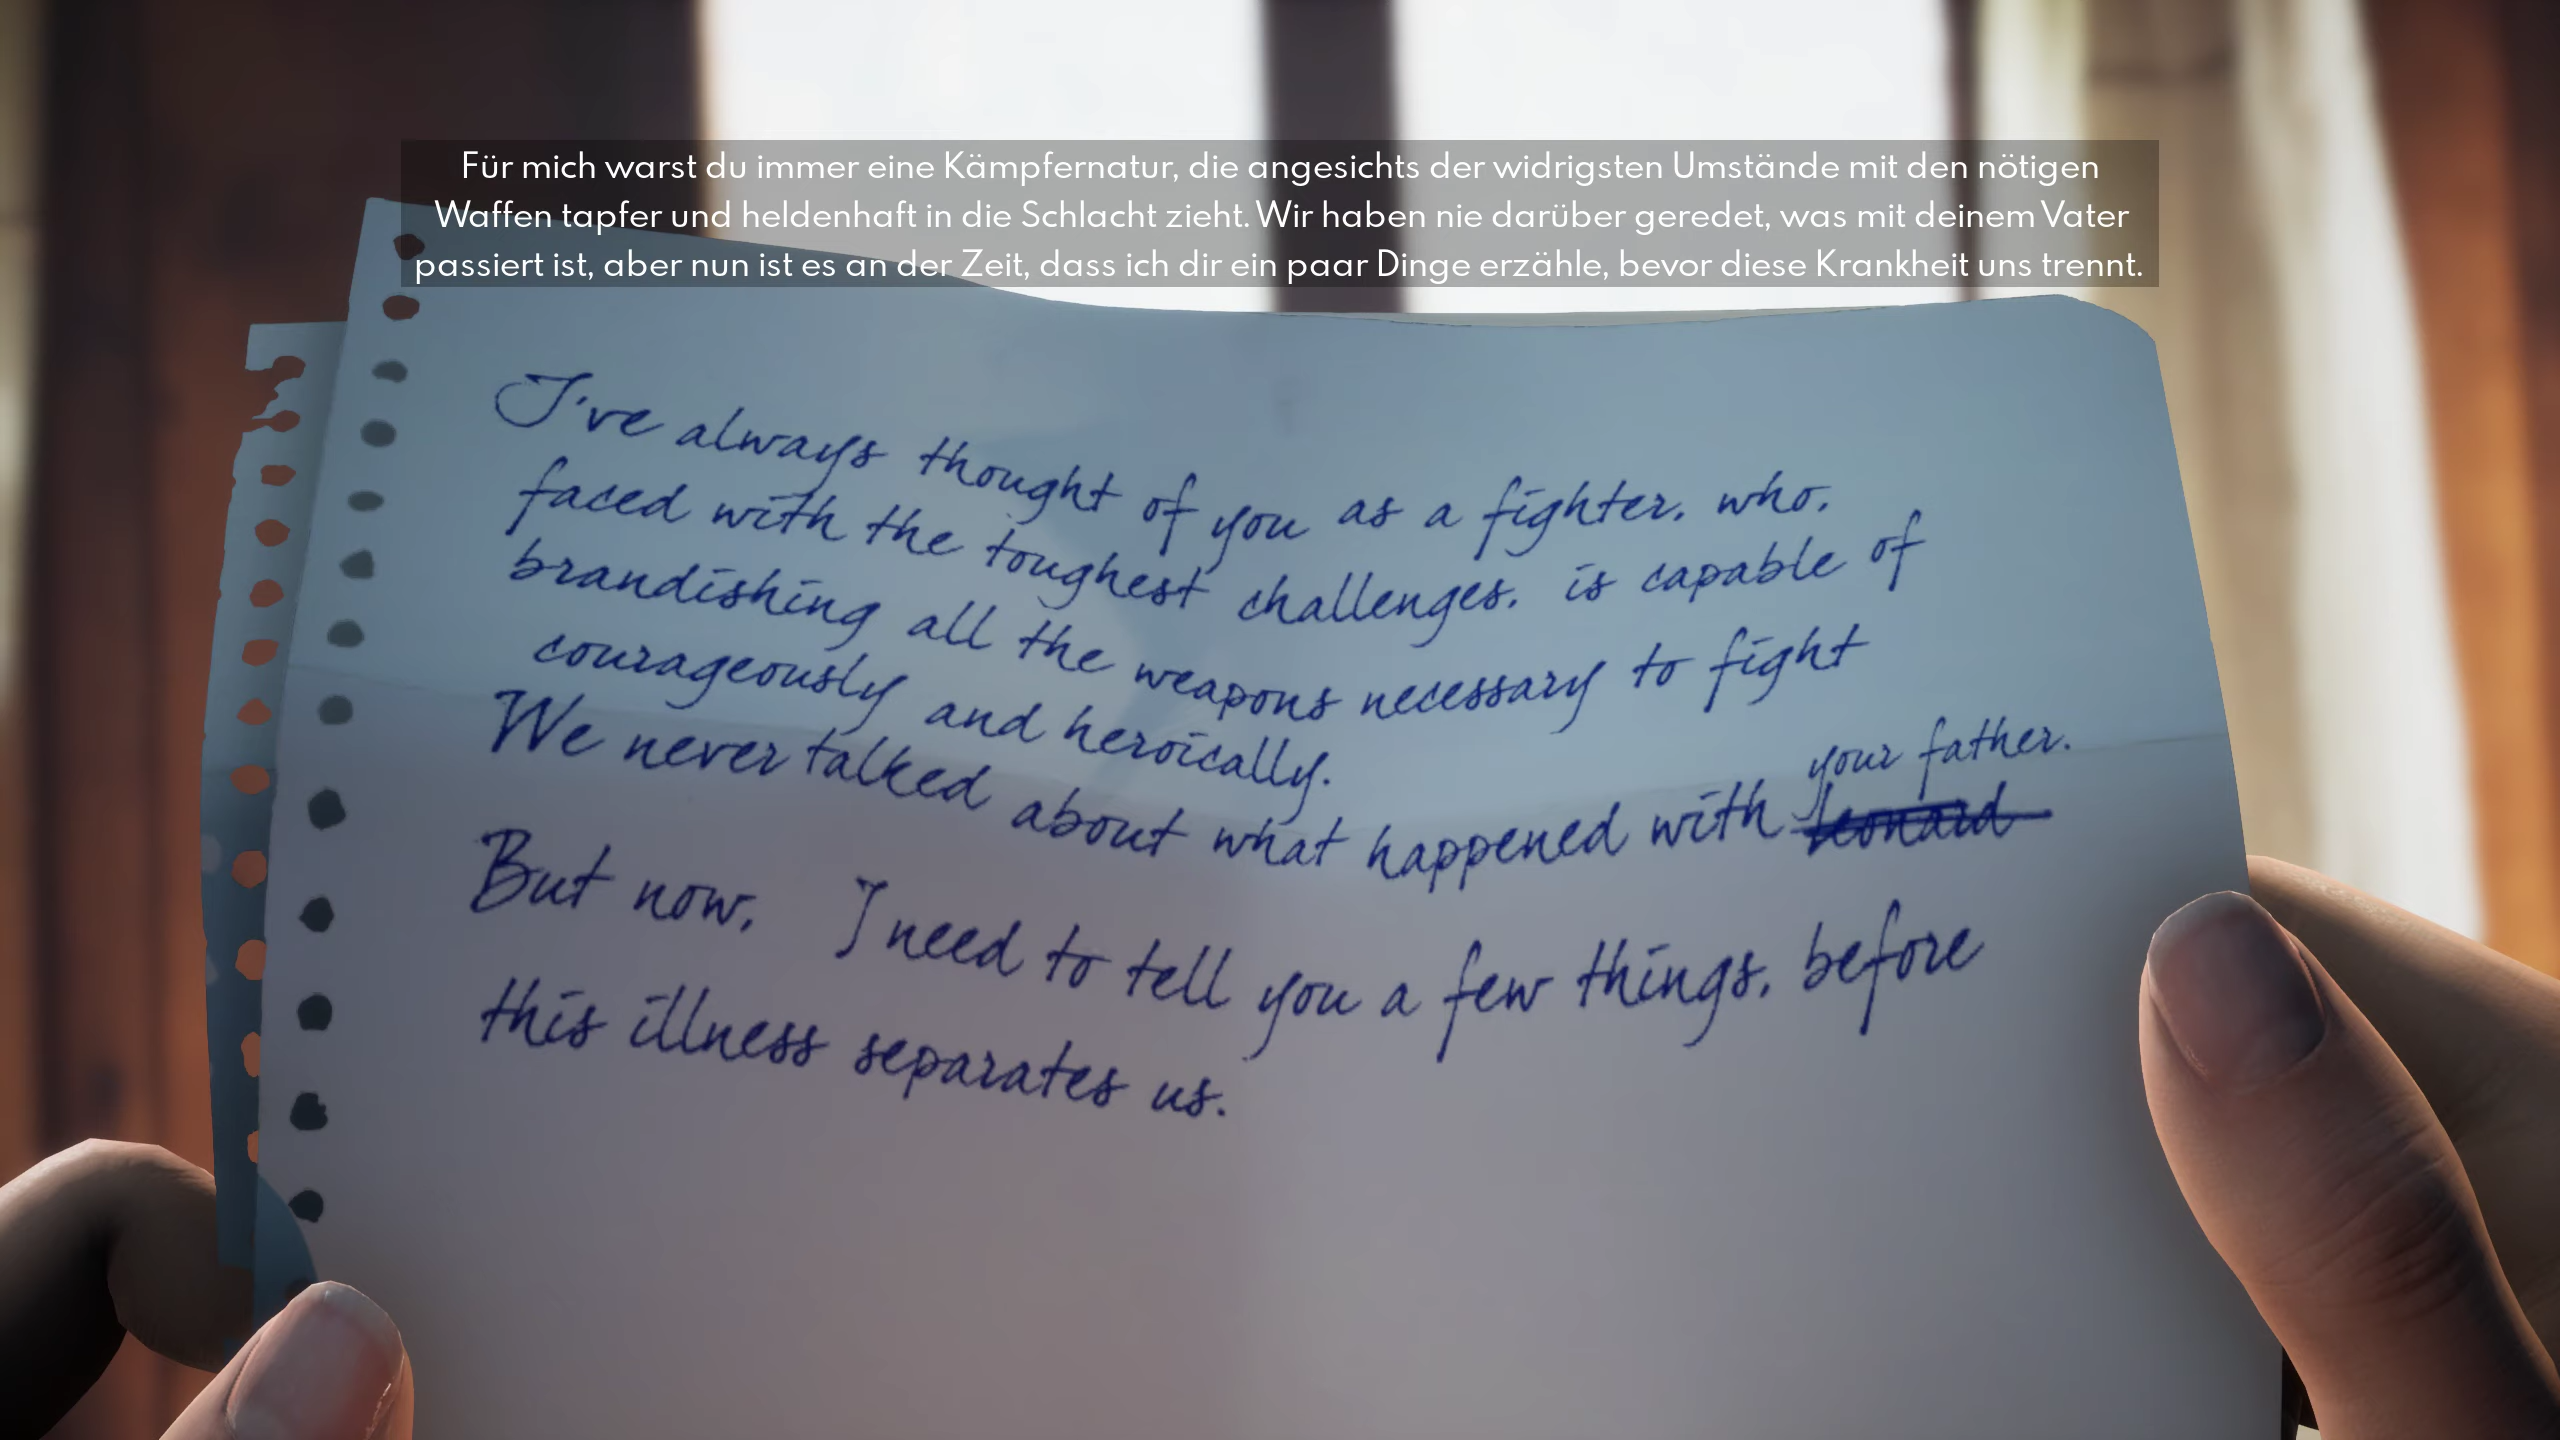 Für mich warst du immer eine Kämpfernatur, die angesichts der widrigsten Umstände mit den nötigen
Waffen tapfer und heldenhaft in die Schlacht zieht. Wir haben nie darüber geredet, was mit deinem Vater
passiert ist, aber nun ist es an der Zeit, dass ich dir ein paar Dinge erzähle, bevor diese Krankheit uns trennt.
I've always thought of you as a fighter, who,
faced with the toughest challenges, is capable of
brandishing all the weapons necessary to fight
courageously and heroically.
your father.
We never talked about what happened with Leonard
But now, I need to tell you a few things, before
this illness separates us.